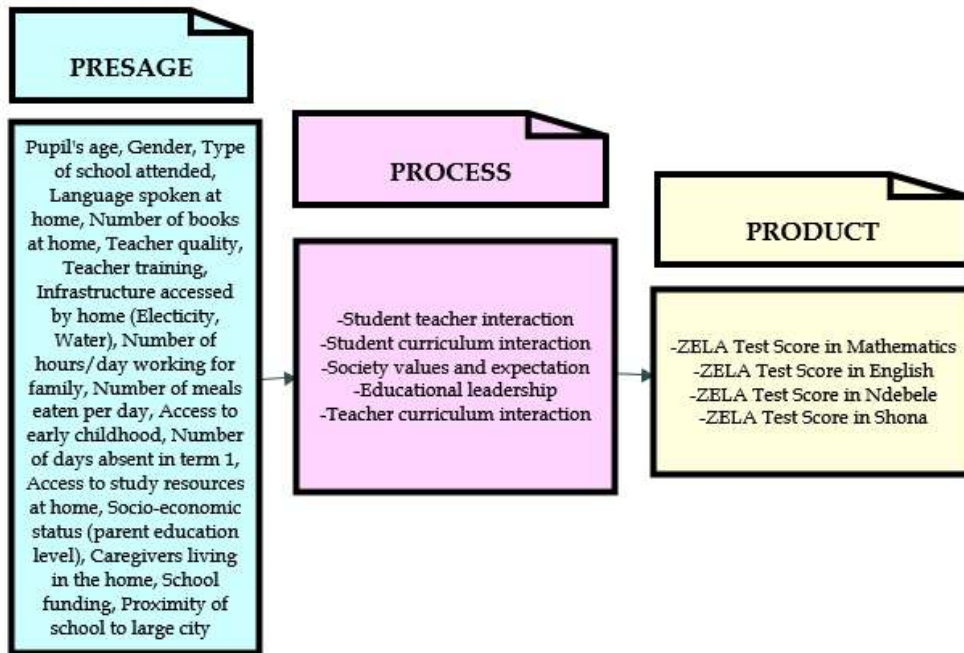 PRESAGE
Pupil's age, Gender, Type
of school attended,
Language spoken at
home, Number of books
at home, Teacher quality,
Teacher training,
Infrastructure accessed
by home (Electicity,
Water), Number of
hours/day working for
family, Number of meals
eaten per day, Access to
early childhood, Number
of days absent in term 1,
Access to study resources
at home, Socio-economic
status (parent education
level), Caregivers living
in the home, School
funding, Proximity of
school to large city
PROCESS
-Student teacher interaction
-Student curriculum interaction
-Society values and expectation
-Educational leadership
-Teacher curriculum interaction
PRODUCT
-ZELA Test Score in Mathematics
-ZELA Test Score in English
-ZELA Test Score in Ndebele
-ZELA Test Score in Shona